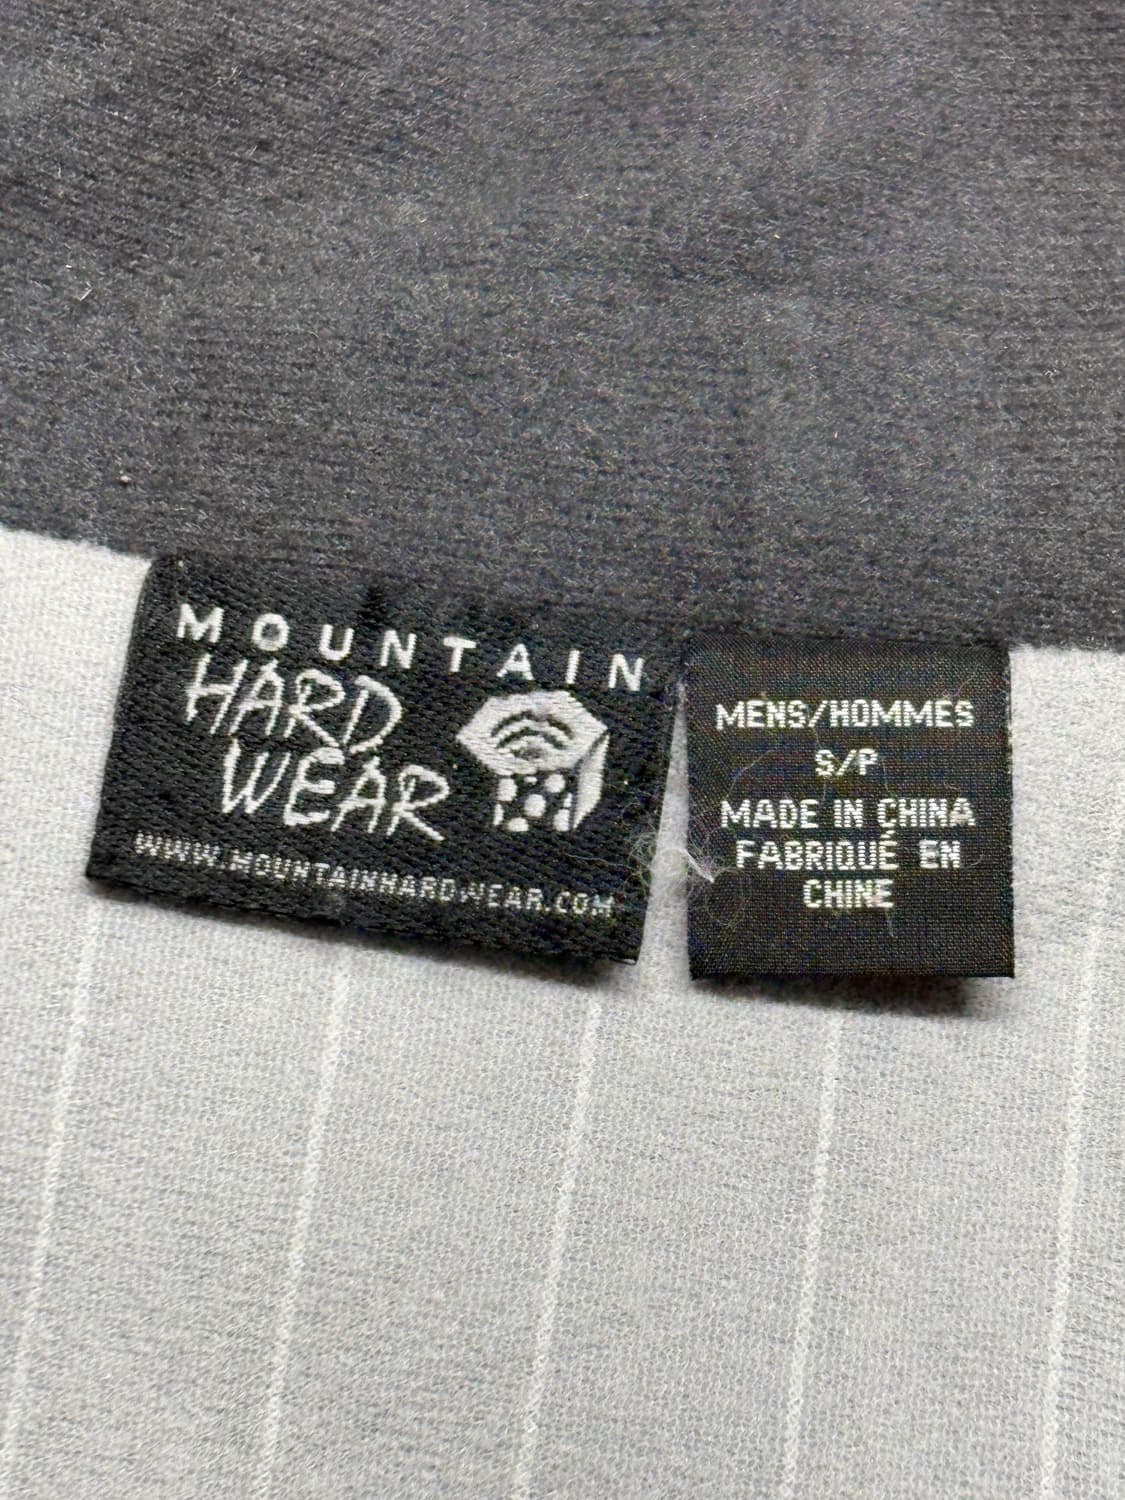 MOUNTAIN
HARD
WEAR
WWW.MOUNTAINHARDWEAR.COM
MENS/HOMMES
S/P
MADE IN CHINA
FABRIQUÉ EN
CHINE